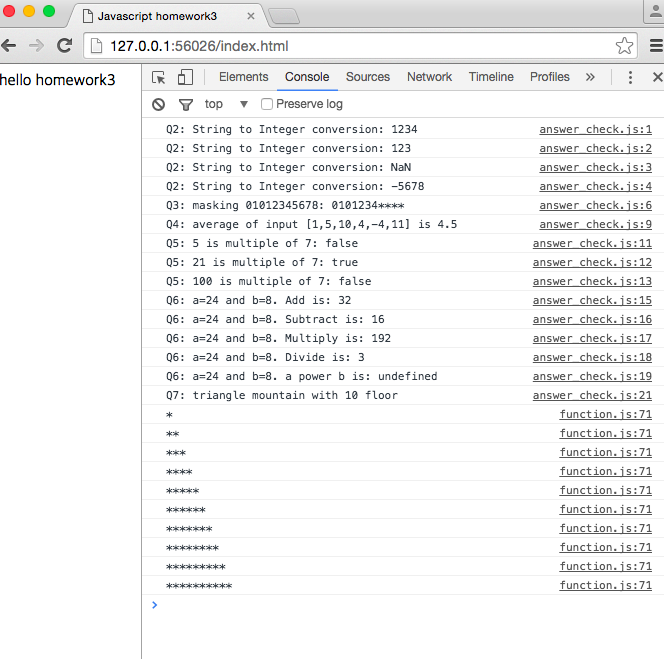 Javascript homework3
127.0.0.1:56026/index.html
hello homework3
Elements Console Sources Network Timeline Profiles »
top Preserve log
Q2: String to Integer conversion: 1234 answer_check.js:1
Q2: String to Integer conversion: 123 answer_check.js:2
Q2: String to Integer conversion: NaN answer_check.js:3
Q2: String to Integer conversion: -5678 answer_check.js:4
Q3: masking 01012345678: 0101234**** answer_check.js:6
Q4: average of input [1,5,10,4,-4,11] is 4.5 answer_check.js:9
Q5: 5 is multiple of 7: false answer_check.js:11
Q5: 21 is multiple of 7: true answer_check.js:12
Q5: 100 is multiple of 7: false answer_check.js:13
Q6: a=24 and b=8. Add is: 32 answer_check.js:15
Q6: a=24 and b=8. Subtract is: 16 answer_check.js:16
Q6: a=24 and b=8. Multiply is: 192 answer_check.js:17
Q6: a=24 and b=8. Divide is: 3 answer_check.js:18
Q6: a=24 and b=8. a power b is: undefined answer_check.js:19
Q7: triangle mountain with 10 floor answer_check.js:21
* function.js:71
** function.js:71
*** function.js:71
**** function.js:71
***** function.js:71
****** function.js:71
******* function.js:71
******** function.js:71
********* function.js:71
********** function.js:71